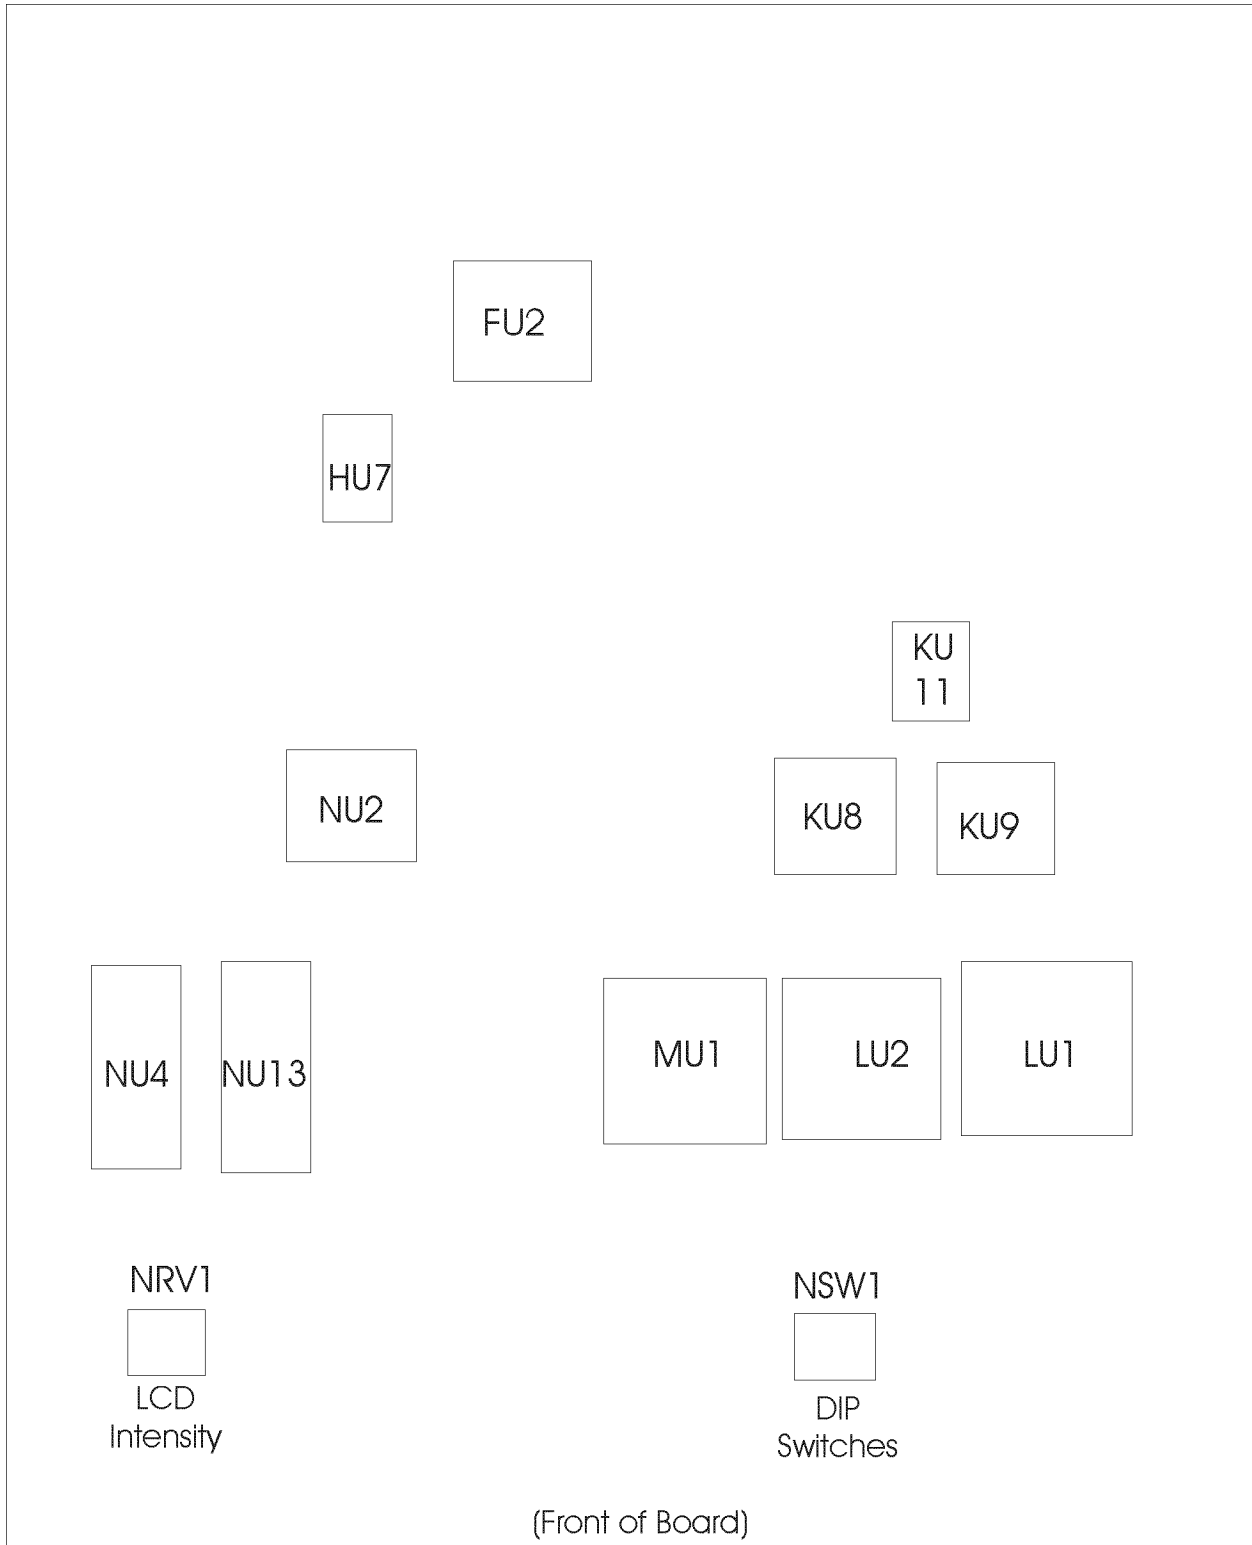 FU2
HU7
KU
11
NU2
KU8
KU9
NU4
NU13
MU1
LU2
LU1
NRV1
NSW1
LCD
Intensity
DIP
Switches
(Front of Board)